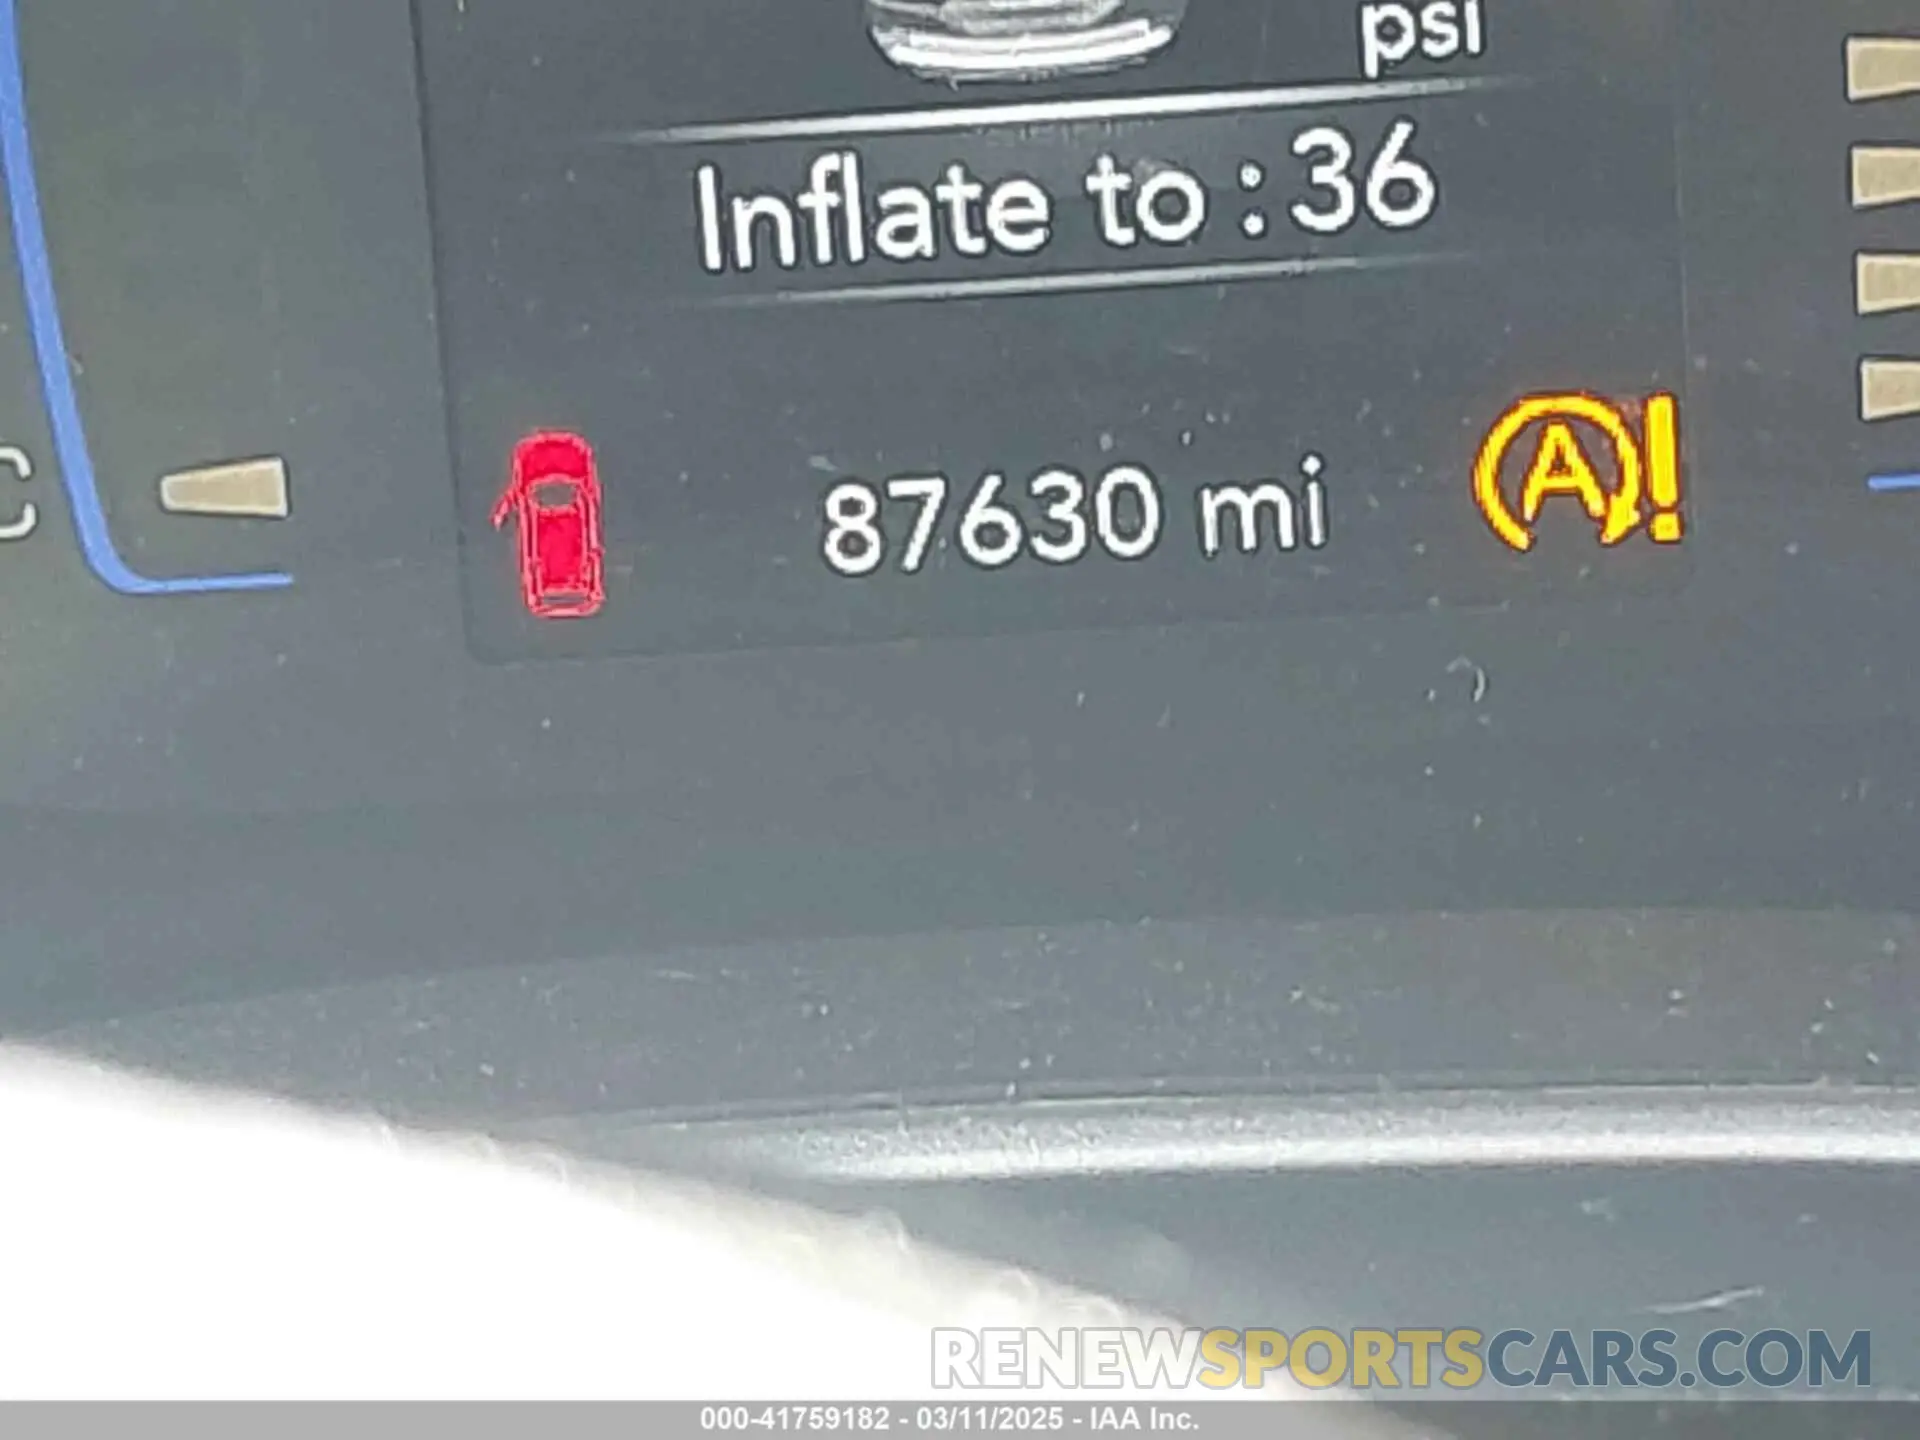 psi
Inflate to : 36
C
87630 mi
A!
RENEWSPORTSCARS.COM
000-41759182 - 03/11/2025 - IAA Inc.